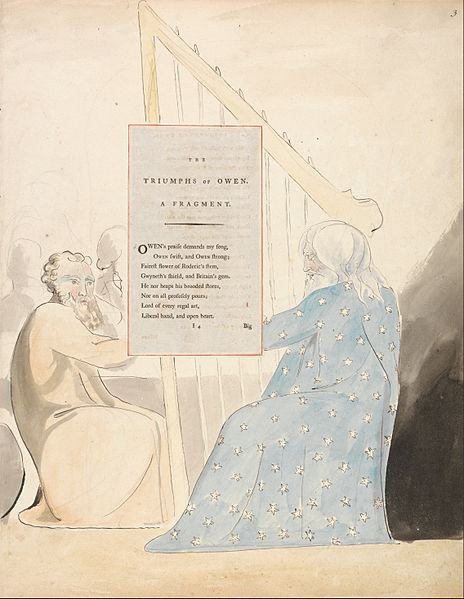 3
THE
TRIUMPHS OF OWEN.
A FRAGMENT.
OWEN's praiſe demands my ſong,
OWEN ſwift, and OWEN ſtrong;
Faireſt flower of Roderic's ſtem,
Gwyneth's ſhield, and Britain's gem.
He nor heaps his brooded ſtores,
Nor on all profuſely pours;
Lord of every regal art,
Liberal hand, and open heart.
I 4 Big